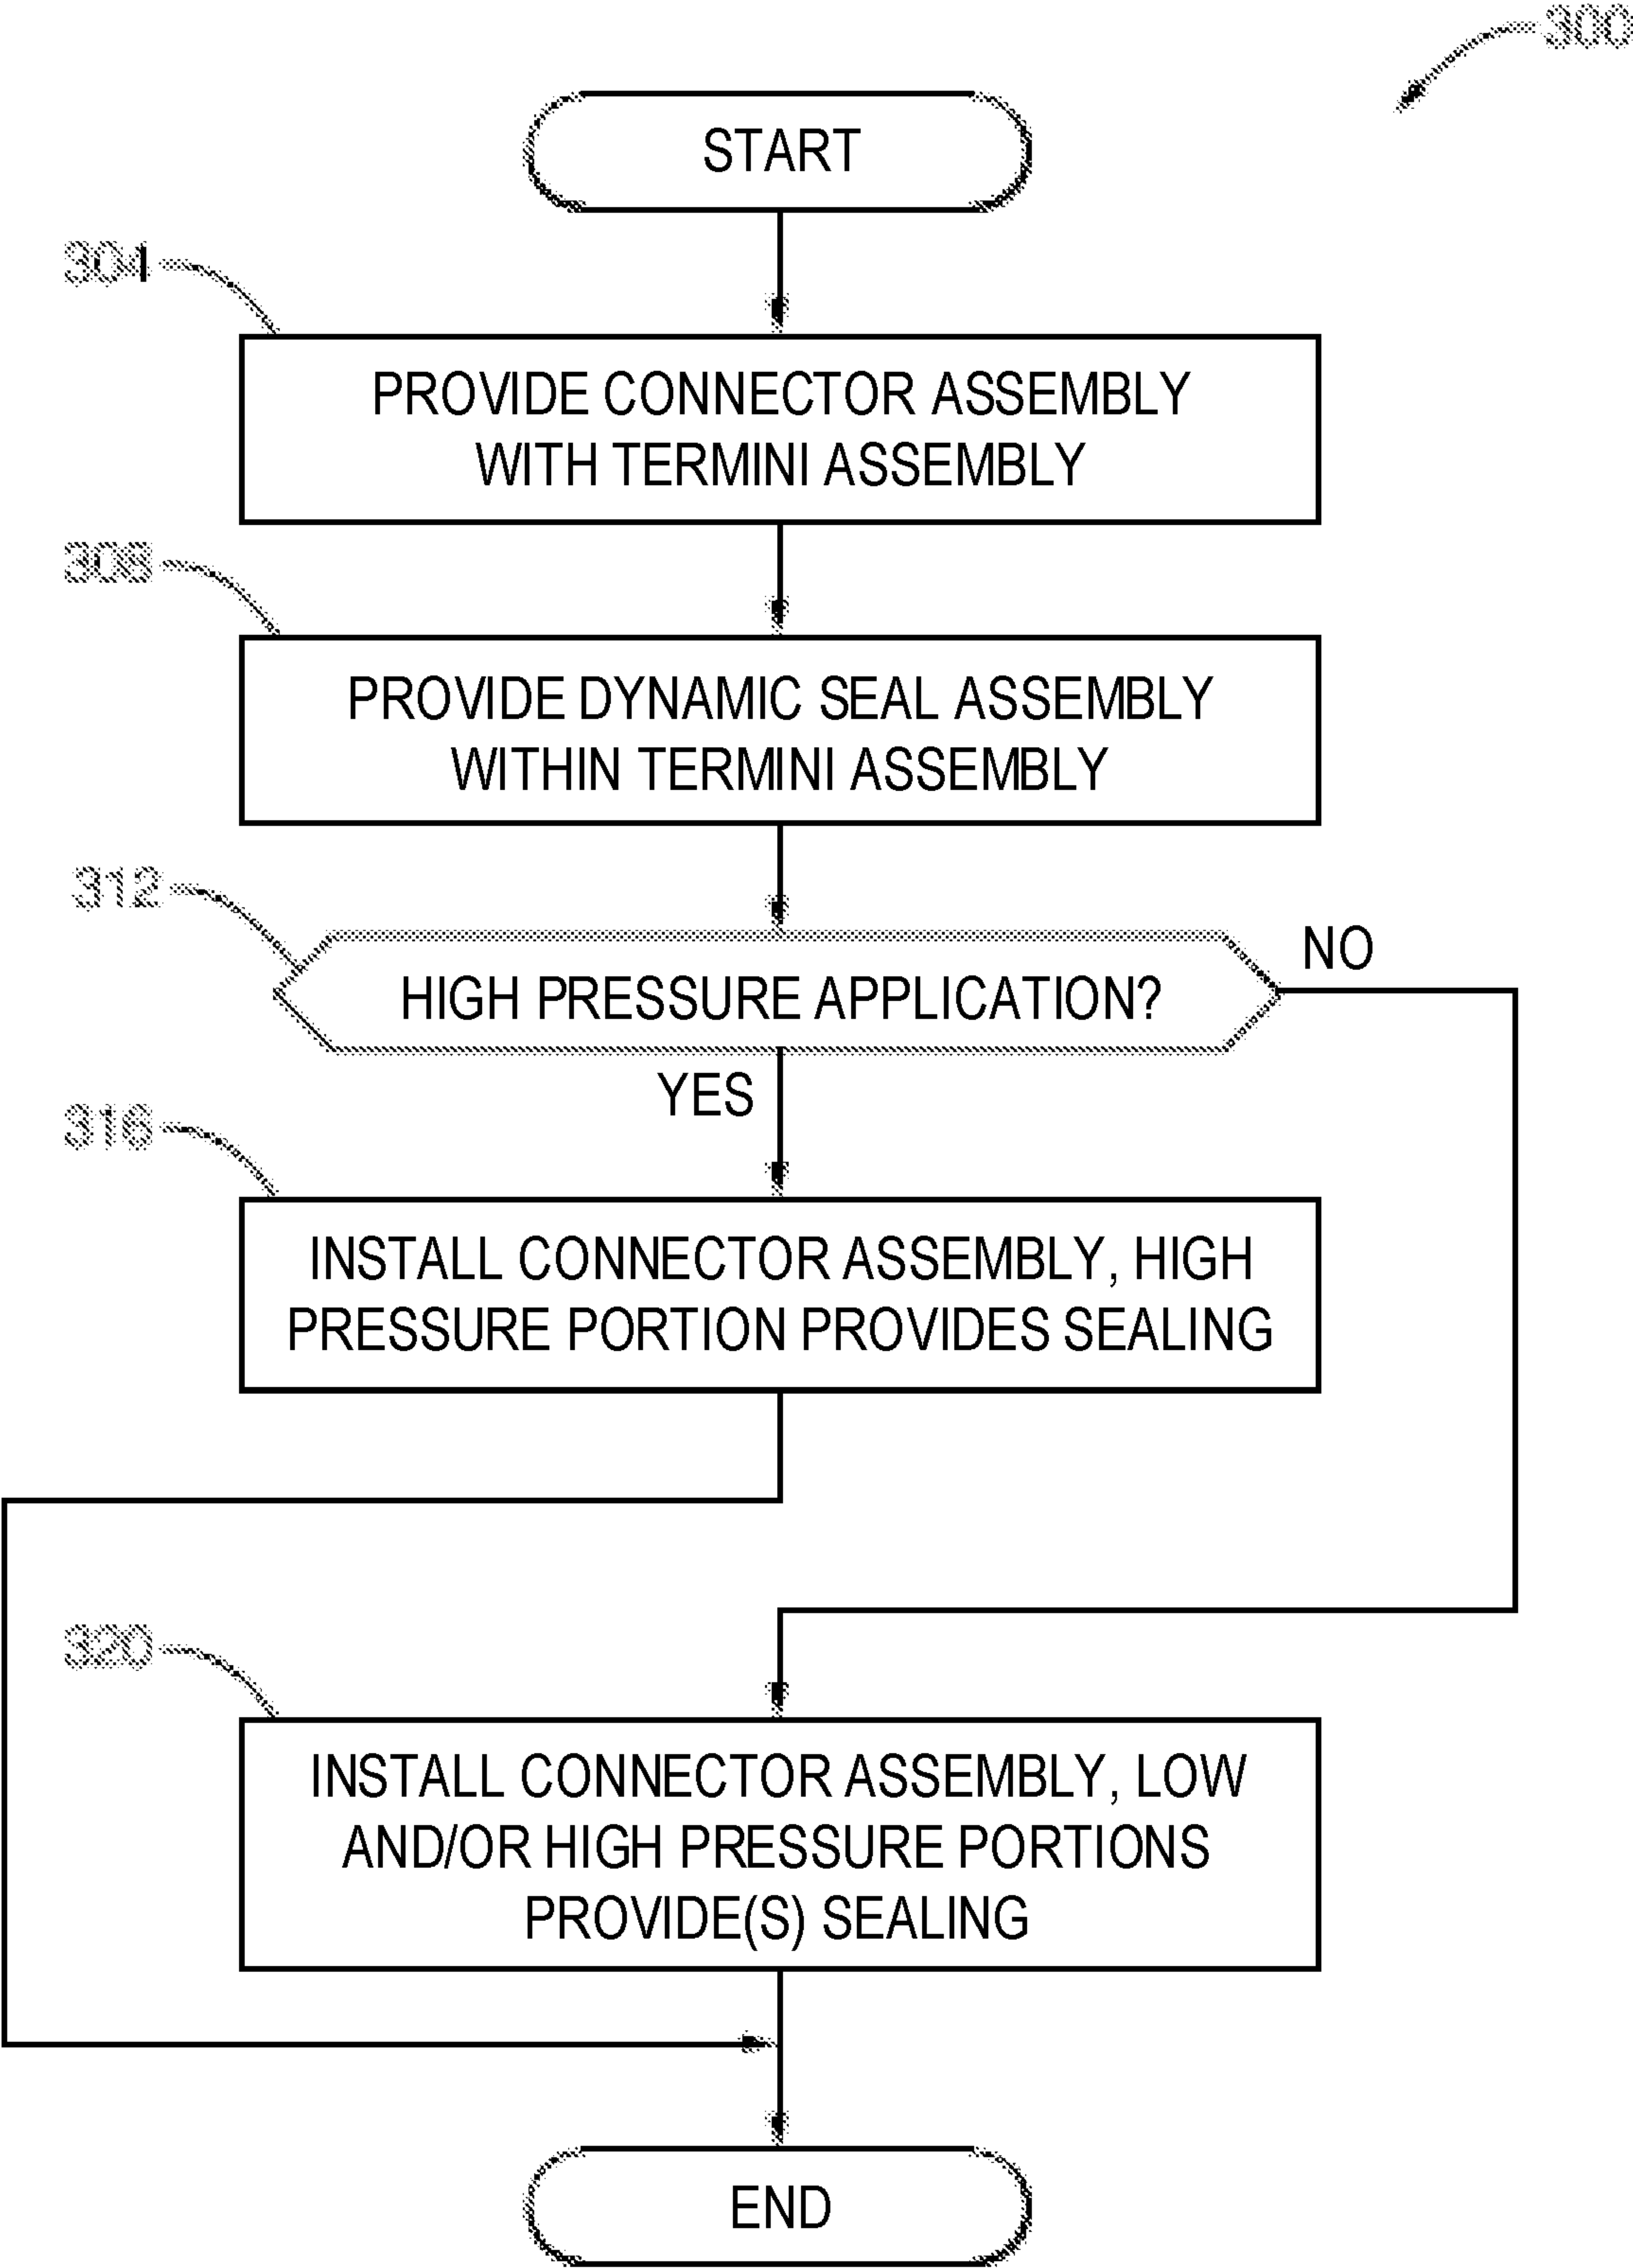 300
START
304
PROVIDE CONNECTOR ASSEMBLY
WITH TERMINI ASSEMBLY
308
PROVIDE DYNAMIC SEAL ASSEMBLY
WITHIN TERMINI ASSEMBLY
312
HIGH PRESSURE APPLICATION?
NO
YES
316
INSTALL CONNECTOR ASSEMBLY, HIGH
PRESSURE PORTION PROVIDES SEALING
320
INSTALL CONNECTOR ASSEMBLY, LOW
AND/OR HIGH PRESSURE PORTIONS
PROVIDE(S) SEALING
END